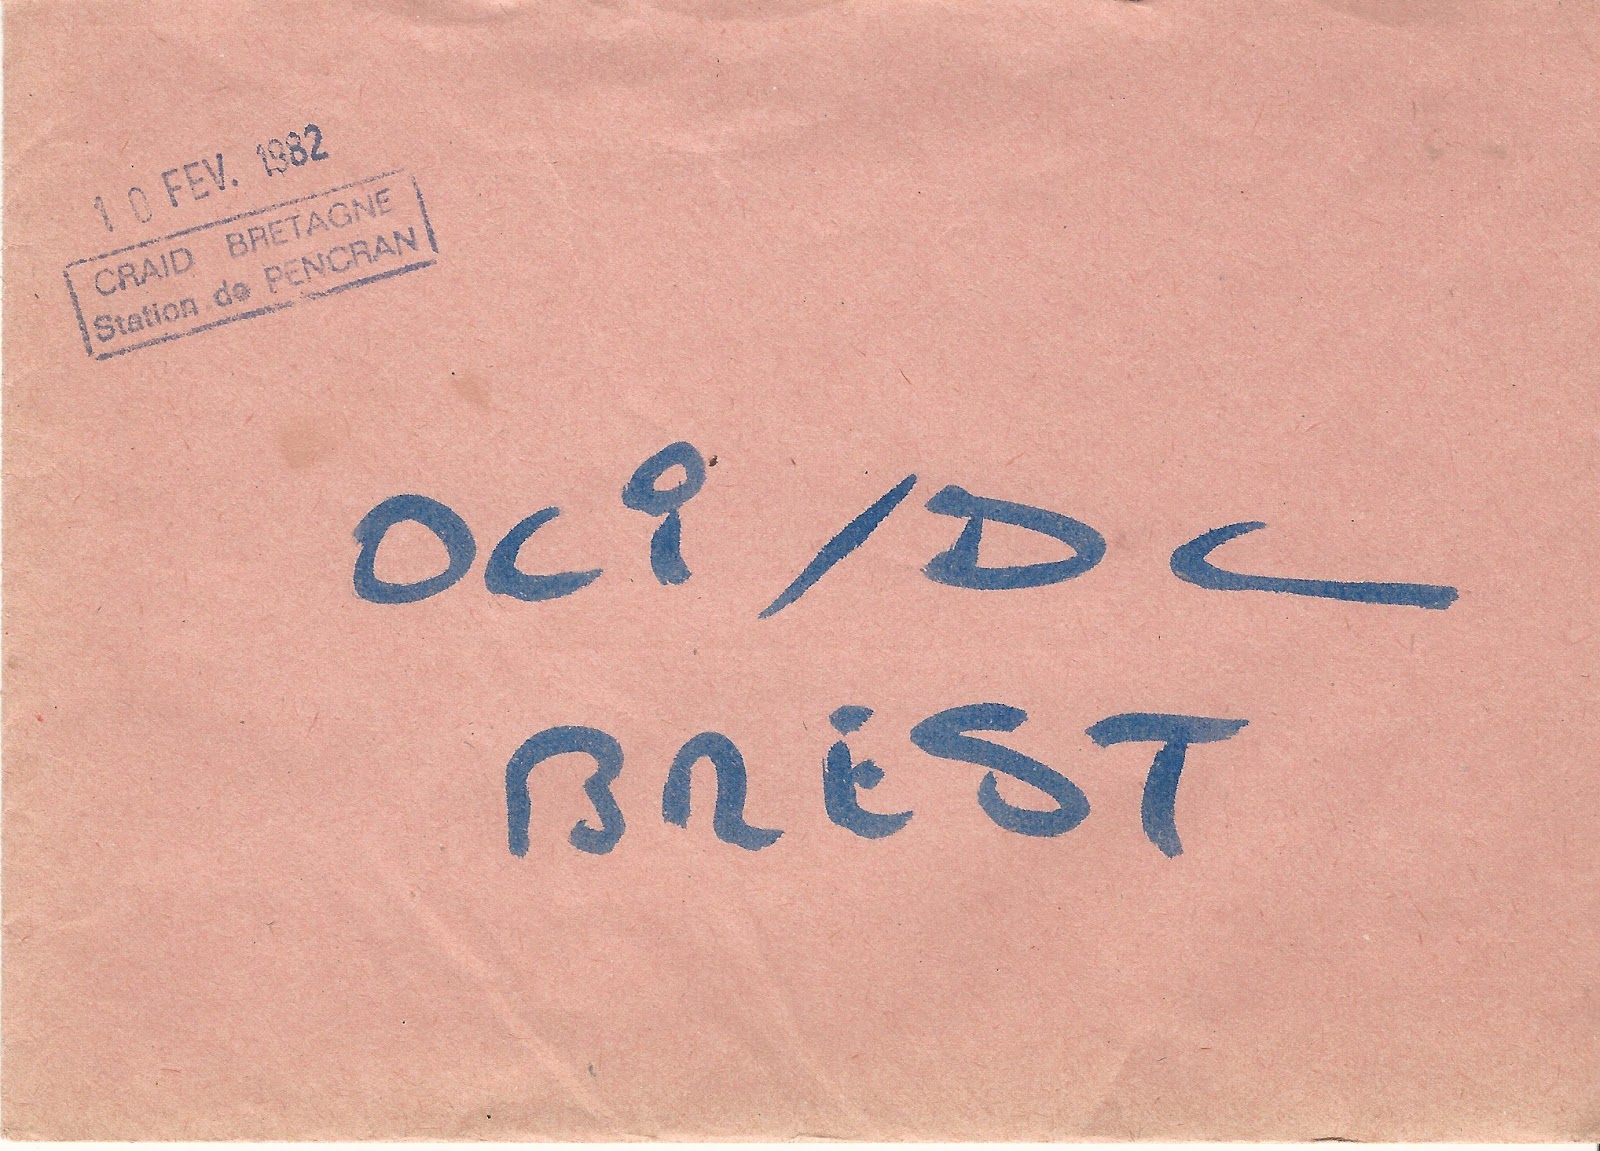 10 FEV. 1982
CRAID BRETAGNE
Station de PENCRAN
OCi/DC
BREST